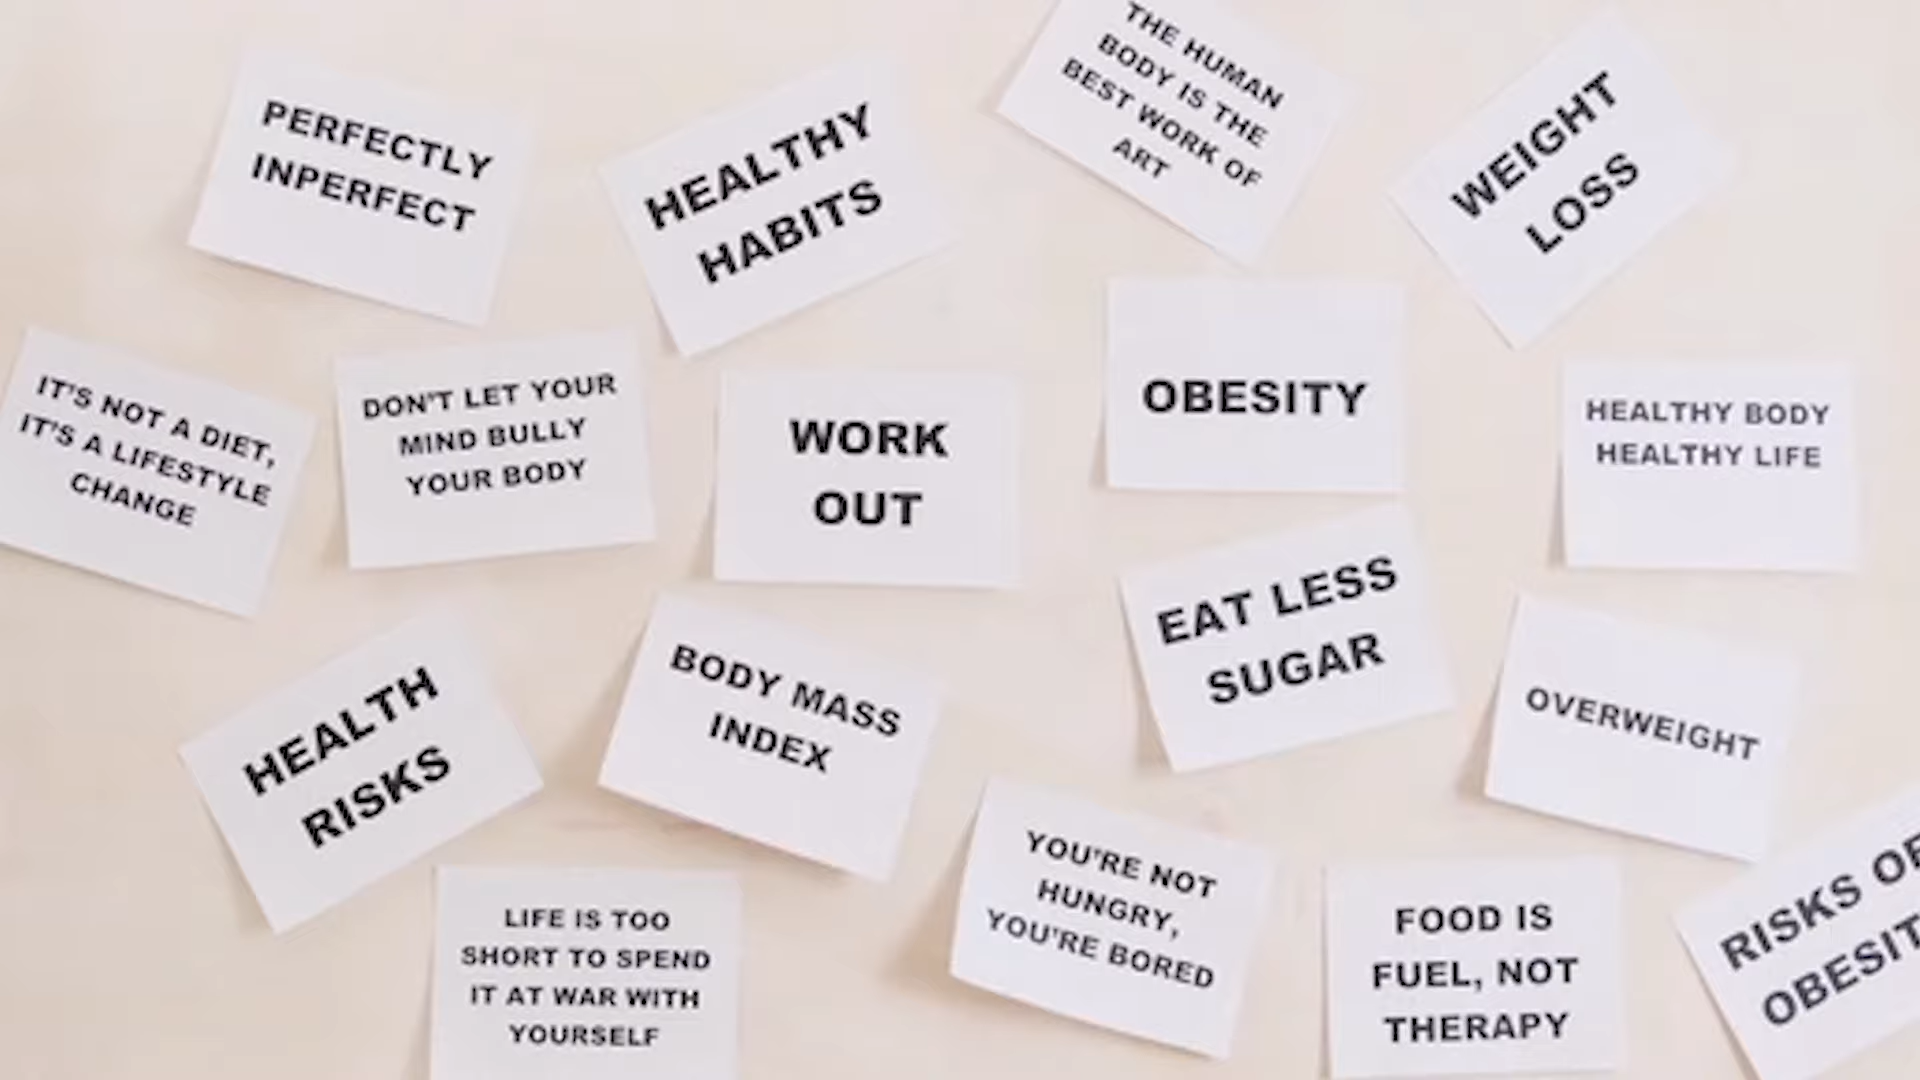 PERFECTLY
INPERFECT
HEALTHY
HABITS
THE HUMAN
BODY IS THE
BEST WORK OF
ART
WEIGHT
LOSS
IT'S NOT A DIET,
IT'S A LIFESTYLE
CHANGE
DON'T LET YOUR
MIND BULLY
YOUR BODY
WORK
OUT
OBESITY
HEALTHY BODY
HEALTHY LIFE
EAT LESS
SUGAR
HEALTH
RISKS
BODY MASS
INDEX
OVERWEIGHT
LIFE IS TOO
SHORT TO SPEND
IT AT WAR WITH
YOURSELF
YOU'RE NOT
HUNGRY,
YOU'RE BORED
FOOD IS
FUEL, NOT
THERAPY
RISKS OF
OBESIT